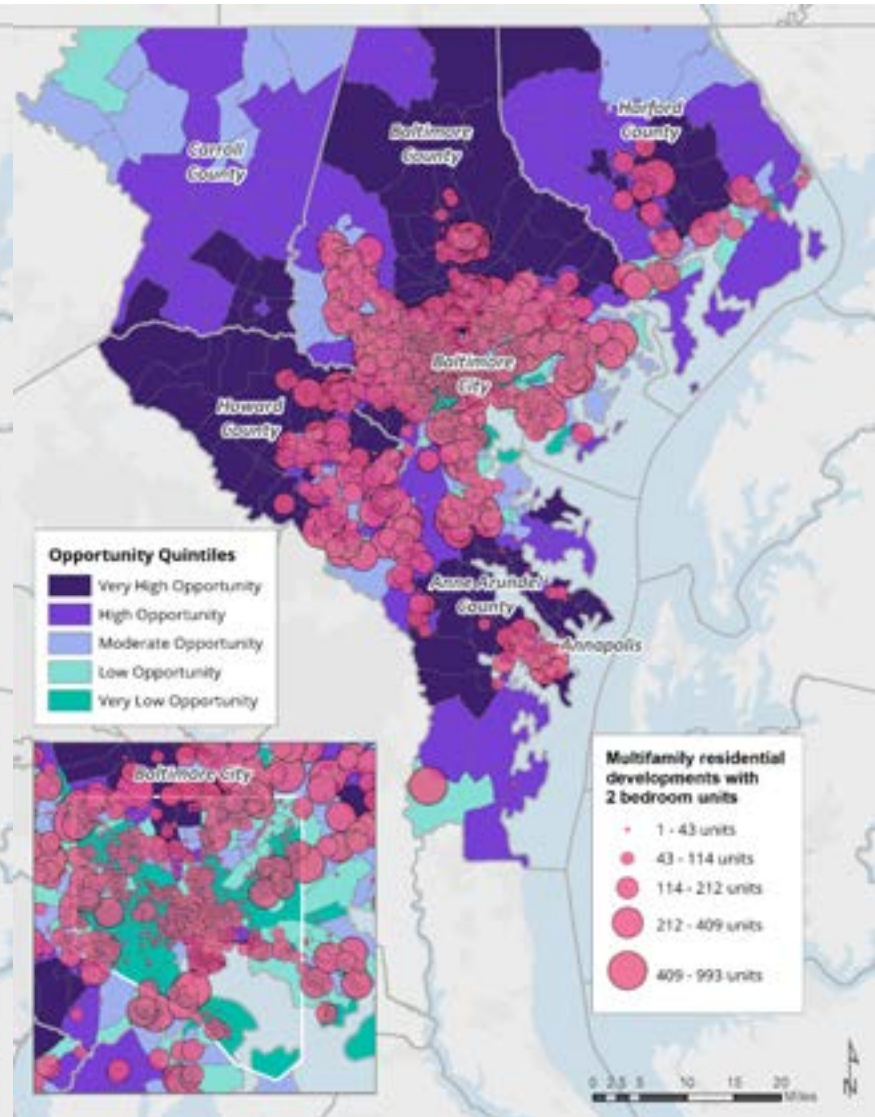 Carroll
County
Baltimore
County
Harford
County
Baltimore
City
Howard
County
Anne Arundel
County
Annapolis
Opportunity Quintiles
Very High Opportunity
High Opportunity
Moderate Opportunity
Low Opportunity
Very Low Opportunity
Baltimore City
Multifamily residential
developments with
2 bedroom units
1 - 43 units
43 - 114 units
114 - 212 units
212 - 409 units
409 - 993 units
0 2.5 5 10 15 20
Miles
N